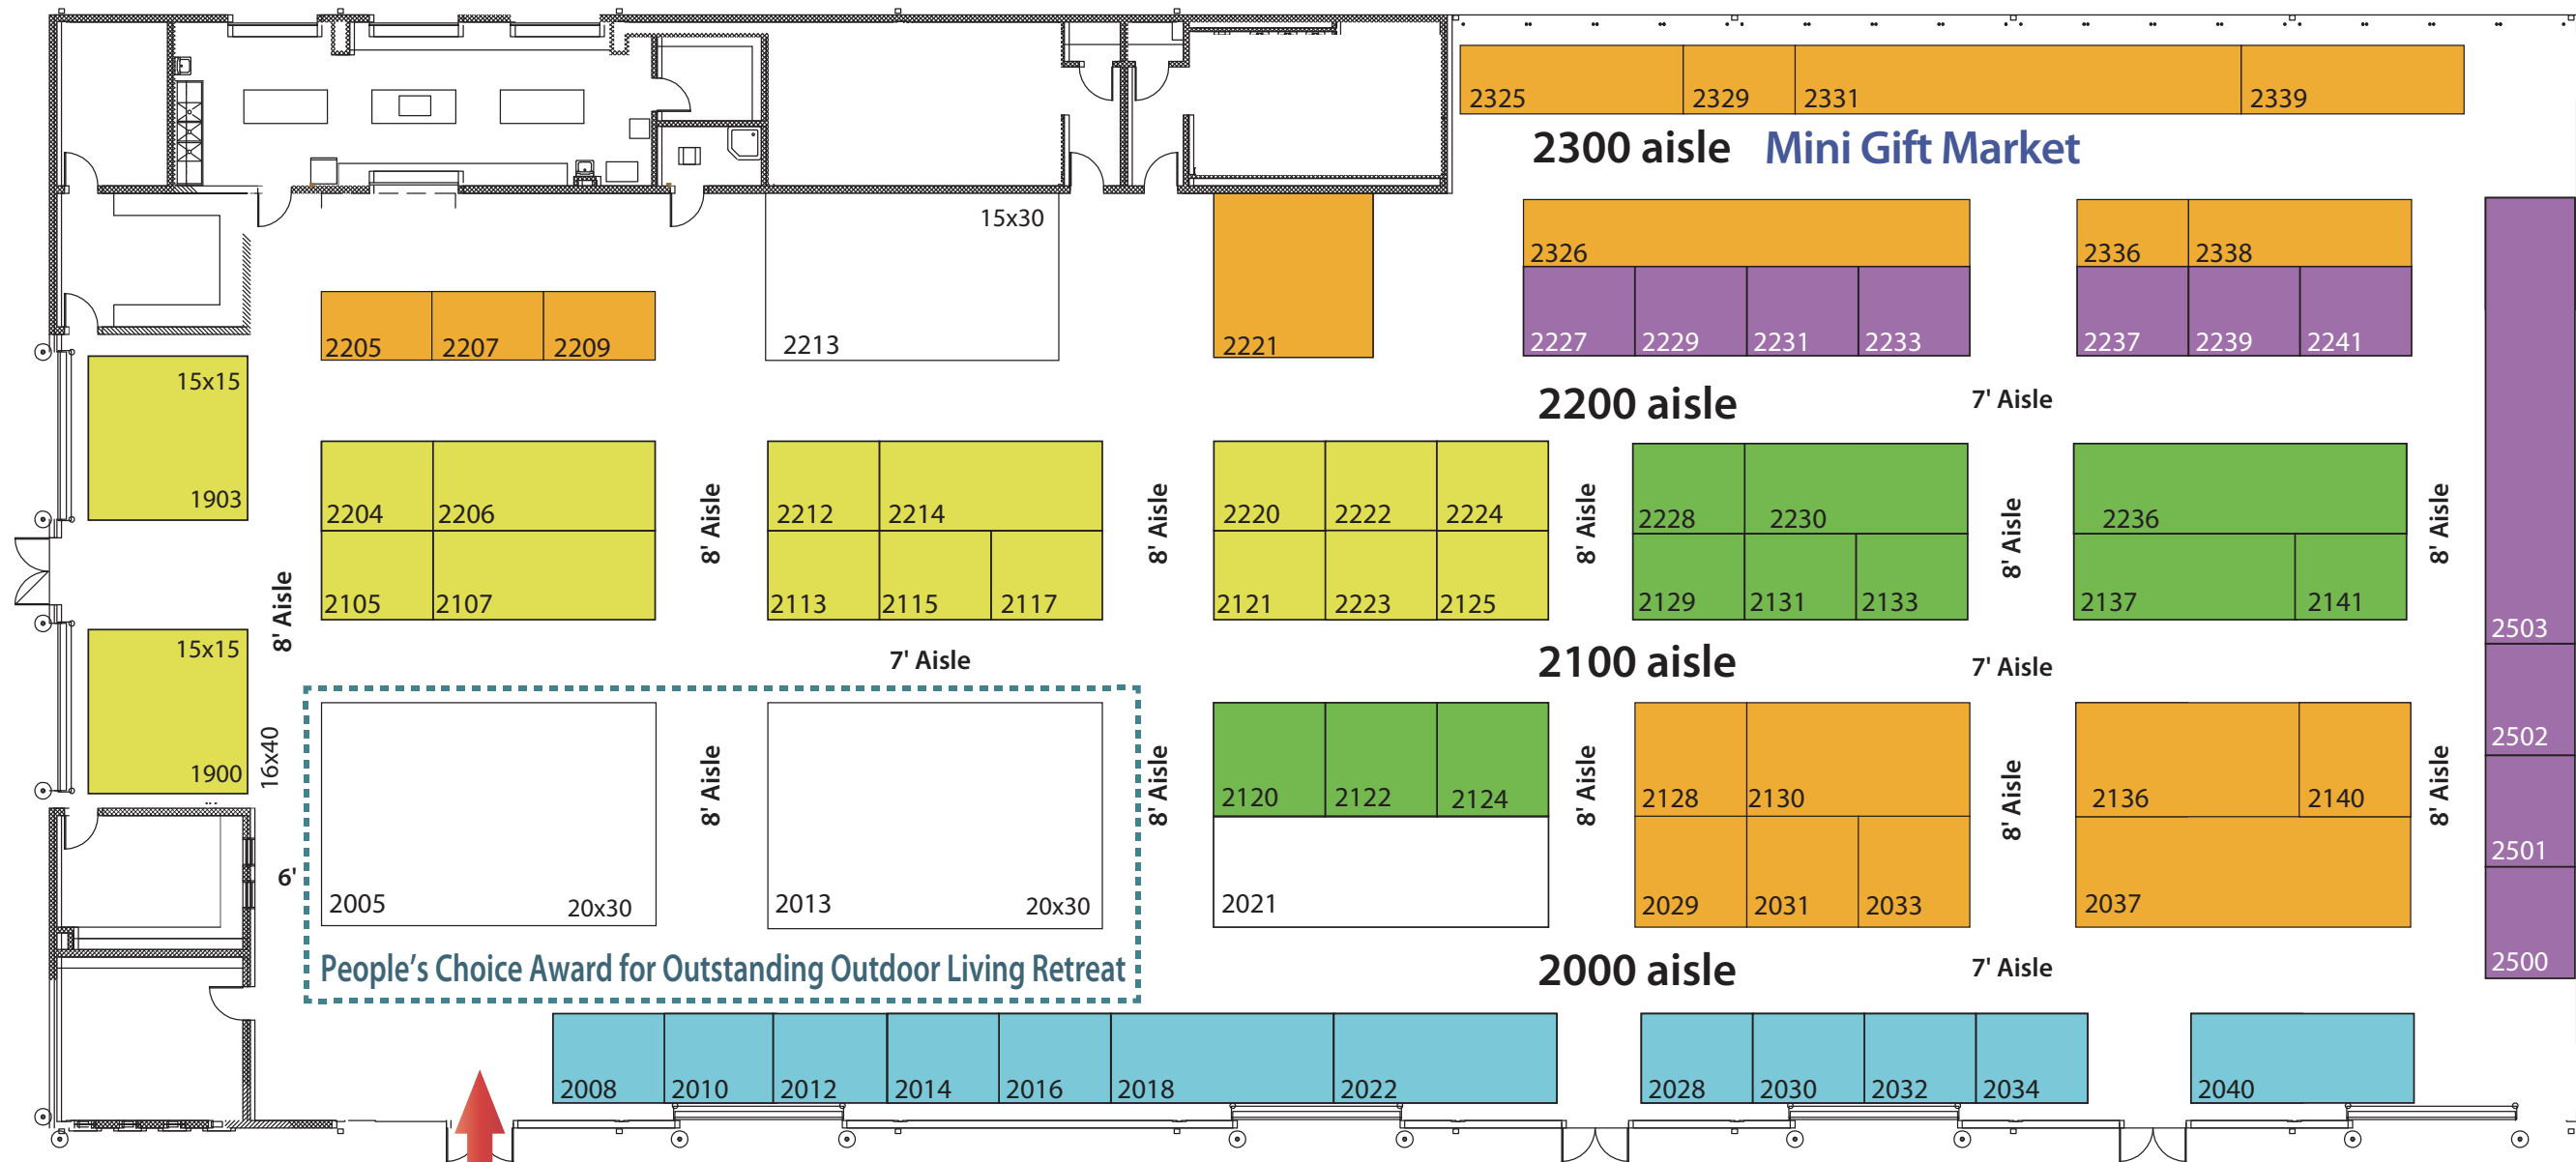 2325 2329 2331 2339
2300 aisle Mini Gift Market
15x30
2213
2221
2326
2227 2229 2231 2233
2336 2338
2237 2239 2241
2205 2207 2209
15x15
1903
2200 aisle
7' Aisle
2204 2206
2105 2107
8' Aisle
2212 2214
2113 2115 2117
8' Aisle
2220 2222 2224
2121 2223 2125
8' Aisle
2228 2230
2129 2131 2133
8' Aisle
2236
2137 2141
8' Aisle
2503
2502
2501
2500
8' Aisle
15x15
1900
16x40
7' Aisle
2100 aisle
7' Aisle
6'
2005 20x30
8' Aisle
2013 20x30
People's Choice Award for Outstanding Outdoor Living Retreat
8' Aisle
2120 2122 2124
2021
8' Aisle
2128 2130
2029 2031 2033
8' Aisle
2136 2140
2037
8' Aisle
2000 aisle
7' Aisle
2008 2010 2012 2014 2016 2018 2022
2028 2030 2032 2034
2040